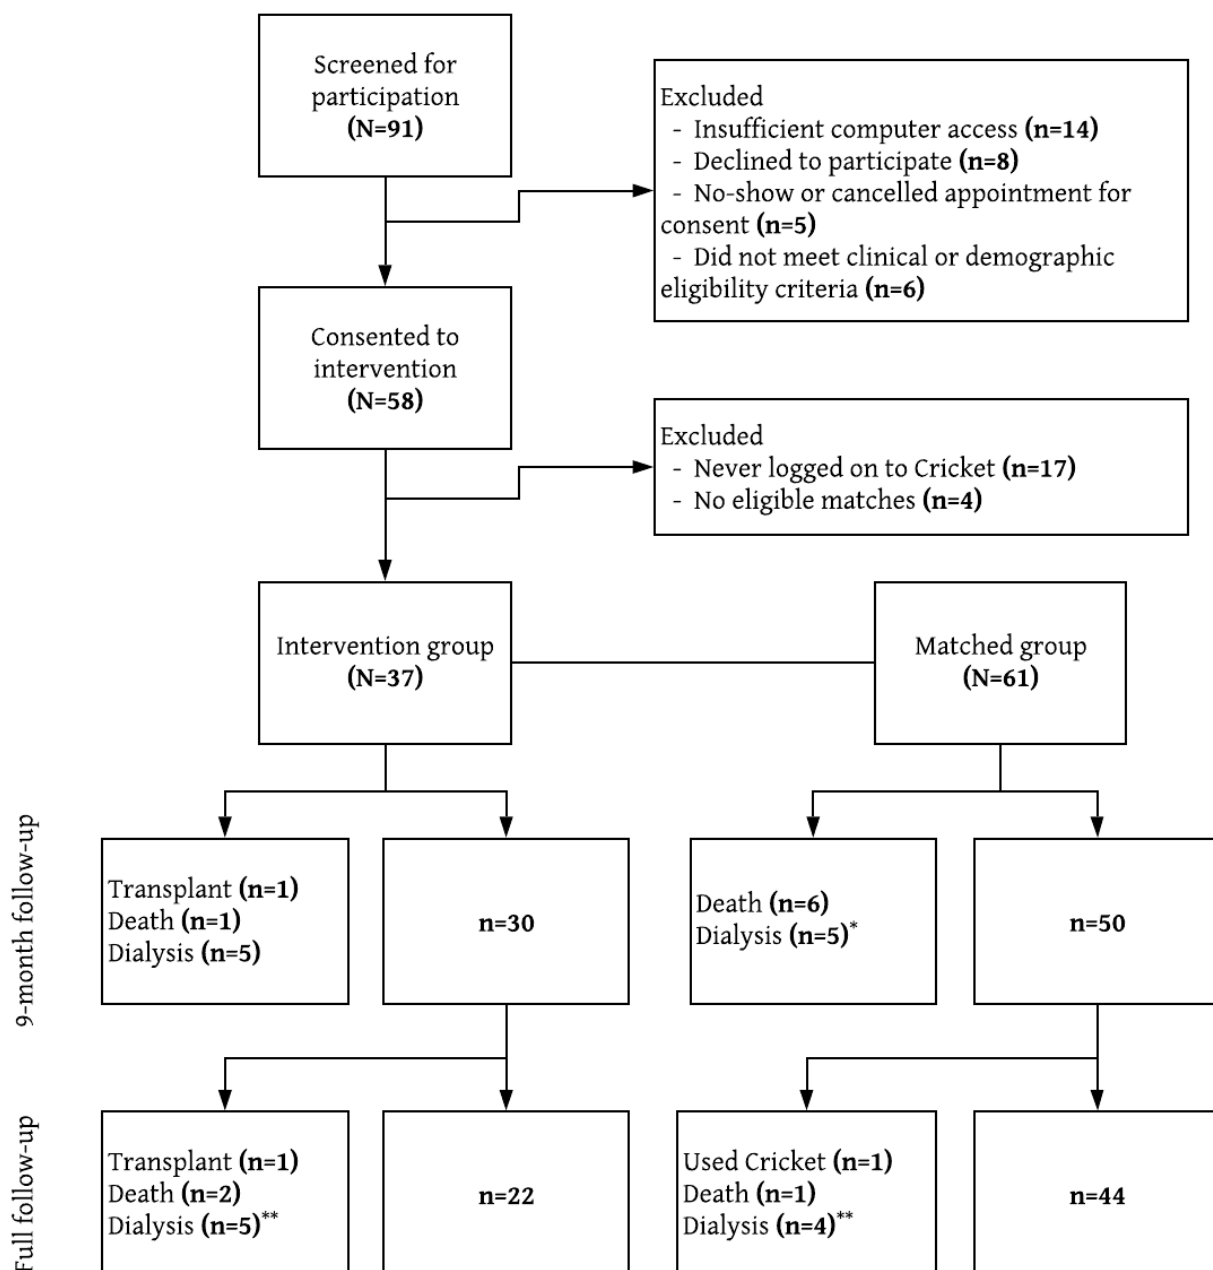 Screened for
participation
(N=91)
Excluded
- Insufficient computer access (n=14)
- Declined to participate (n=8)
- No-show or cancelled appointment for
consent (n=5)
- Did not meet clinical or demographic
eligibility criteria (n=6)
Consented to
intervention
(N=58)
Excluded
- Never logged on to Cricket (n=17)
- No eligible matches (n=4)
Intervention group
(N=37)
Matched group
(N=61)
9-month follow-up
Transplant (n=1)
Death (n=1)
Dialysis (n=5)
n=30
Death (n=6)
Dialysis (n=5)*
n=50
Full follow-up
Transplant (n=1)
Death (n=2)
Dialysis (n=5)**
n=22
Used Cricket (n=1)
Death (n=1)
Dialysis (n=4)**
n=44